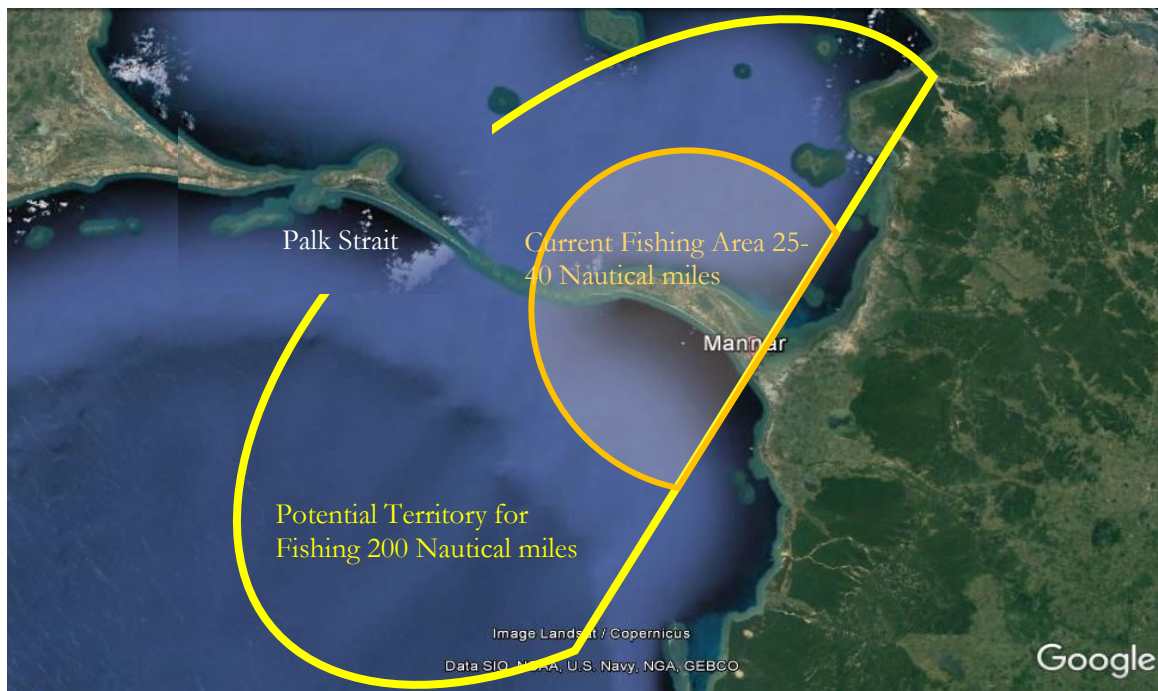 Palk Strait
Current Fishing Area 25-
40 Nautical miles
Mannar
Potential Territory for
Fishing 200 Nautical miles
Image Landsat / Copernicus
Data SIO, NOAA, U.S. Navy, NGA, GEBCO
Google